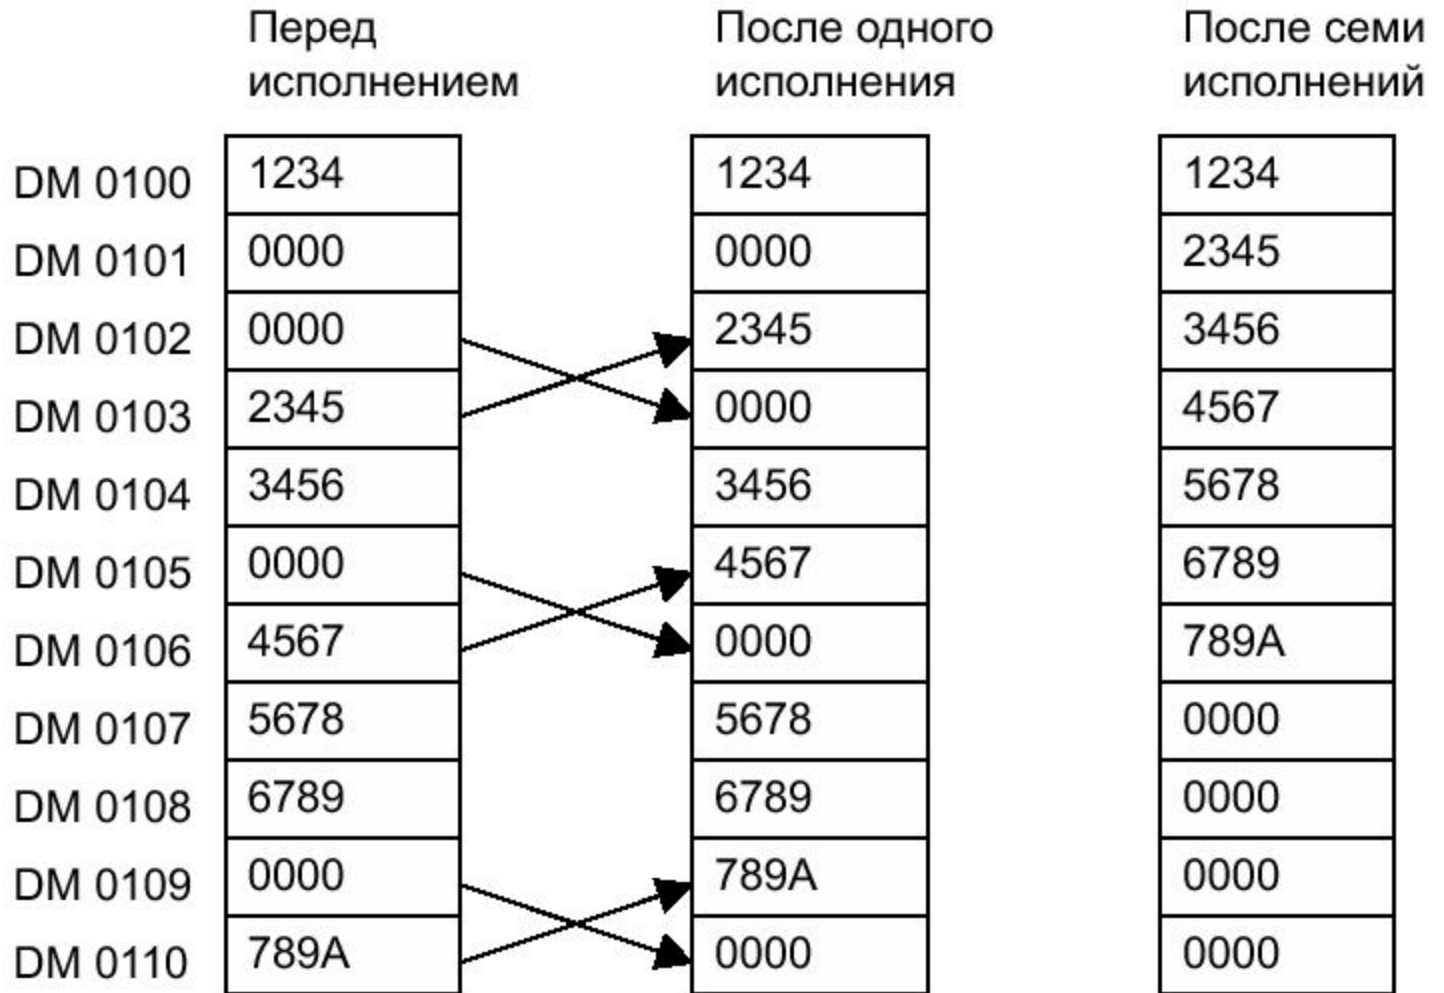 Перед исполнением
После одного исполнения
После семи исполнений
DM 0100 1234 1234 1234
DM 0101 0000 0000 2345
DM 0102 0000 2345 3456
DM 0103 2345 0000 4567
DM 0104 3456 3456 5678
DM 0105 0000 4567 6789
DM 0106 4567 0000 789A
DM 0107 5678 5678 0000
DM 0108 6789 6789 0000
DM 0109 0000 789A 0000
DM 0110 789A 0000 0000